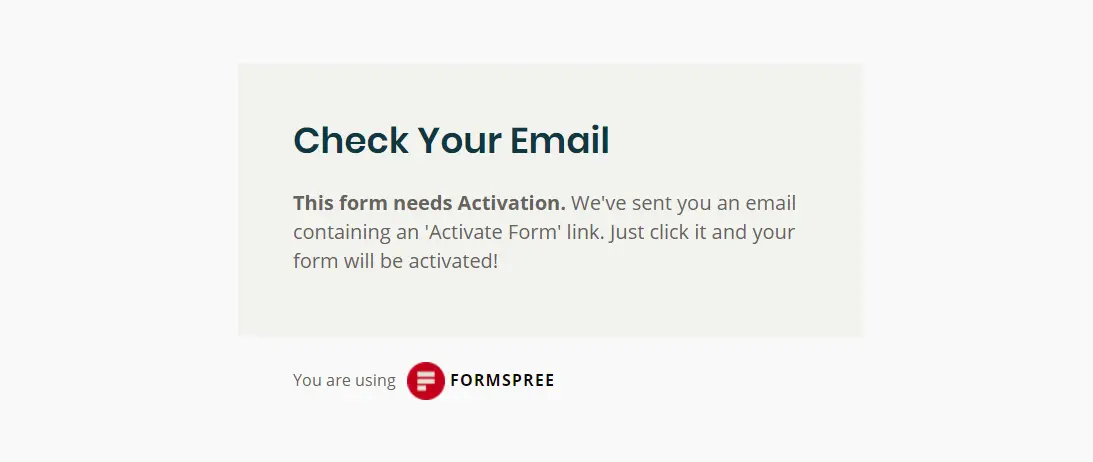 Check Your Email
This form needs Activation. We've sent you an email
containing an 'Activate Form' link. Just click it and your
form will be activated!
You are using FORMSPREE